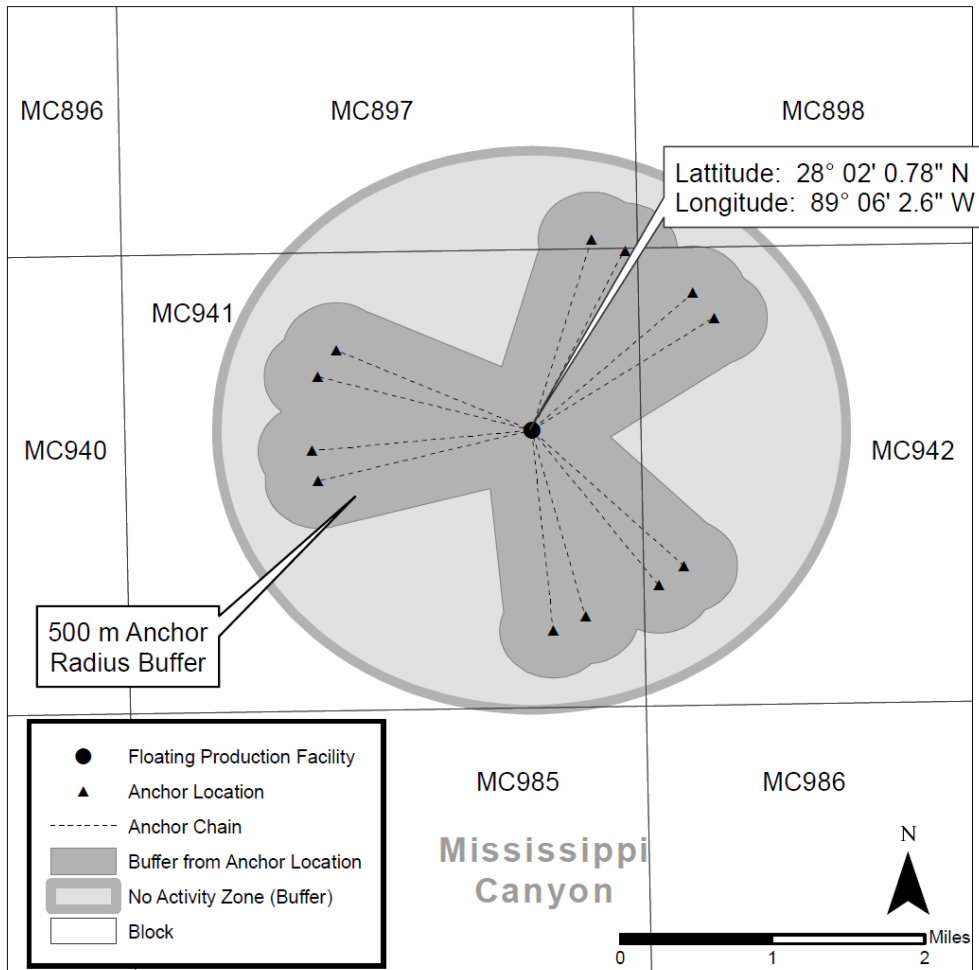 MC896
MC897
MC898
Lattitude: 28° 02' 0.78" N
Longitude: 89° 06' 2.6" W
MC941
MC940
MC942
500 m Anchor
Radius Buffer
Floating Production Facility
Anchor Location
Anchor Chain
Buffer from Anchor Location
No Activity Zone (Buffer)
Block
MC985
MC986
Mississippi
Canyon
N
Miles
0 1 2